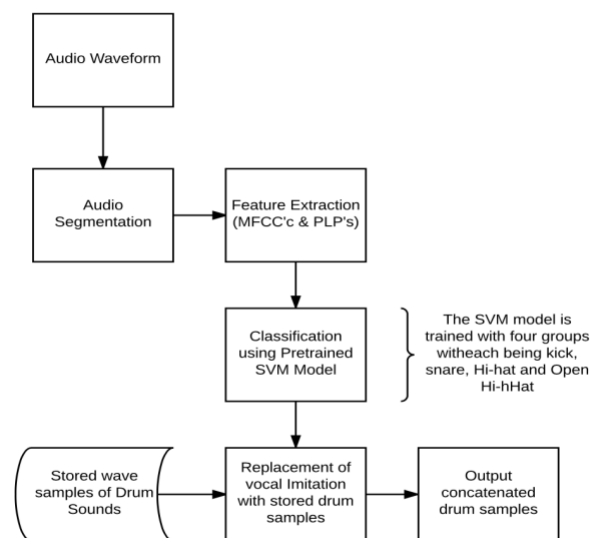 Audio Waveform
Audio
Segmentation
Feature Extraction
(MFCC'c & PLP's)
Classification
using Pretrained
SVM Model
The SVM model is
trained with four groups
witheach being kick,
snare, Hi-hat and Open
Hi-hHat
Stored wave
samples of Drum
Sounds
Replacement of
vocal Imitation
with stored drum
samples
Output
concatenated
drum samples